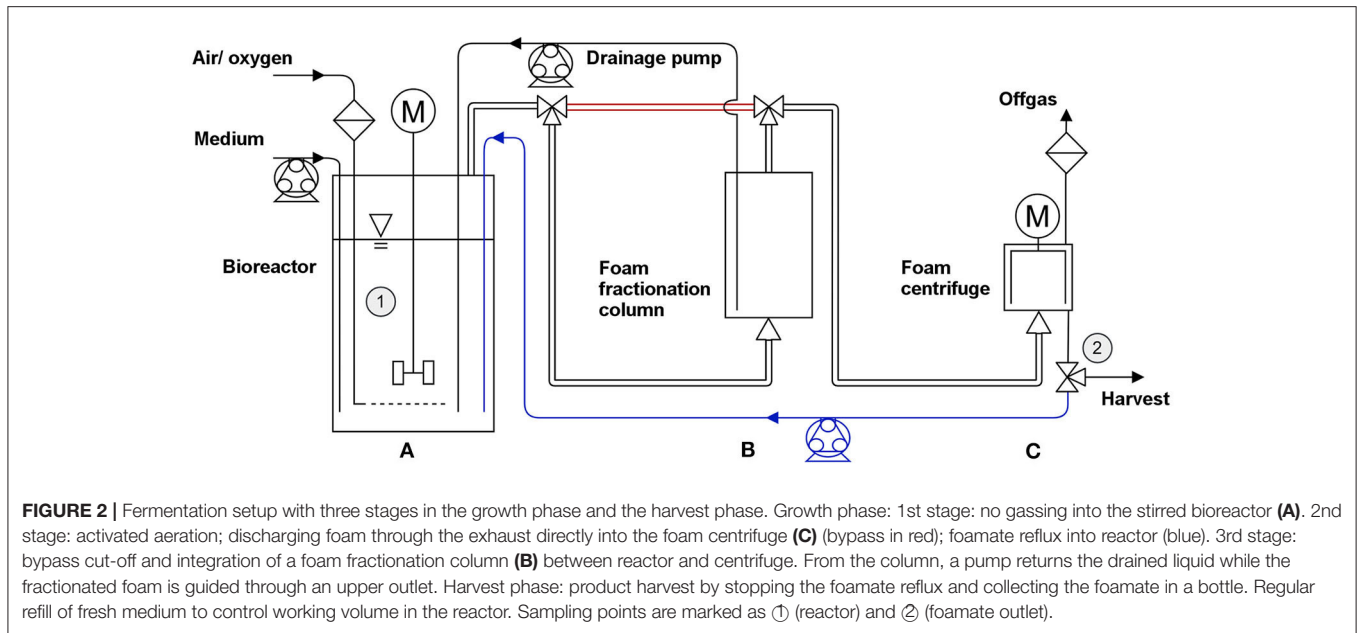 Air/ oxygen
Drainage pump
M
Offgas
Medium
M
Bioreactor
Foam
fractionation
column
Foam
centrifuge
1
2
Harvest
A
B
C
FIGURE 2 | Fermentation setup with three stages in the growth phase and the harvest phase. Growth phase: 1st stage: no gassing into the stirred bioreactor (A). 2nd
stage: activated aeration; discharging foam through the exhaust directly into the foam centrifuge (C) (bypass in red); foamate reflux into reactor (blue). 3rd stage:
bypass cut-off and integration of a foam fractionation column (B) between reactor and centrifuge. From the column, a pump returns the drained liquid while the
fractionated foam is guided through an upper outlet. Harvest phase: product harvest by stopping the foamate reflux and collecting the foamate in a bottle. Regular
refill of fresh medium to control working volume in the reactor. Sampling points are marked as ① (reactor) and ② (foamate outlet).